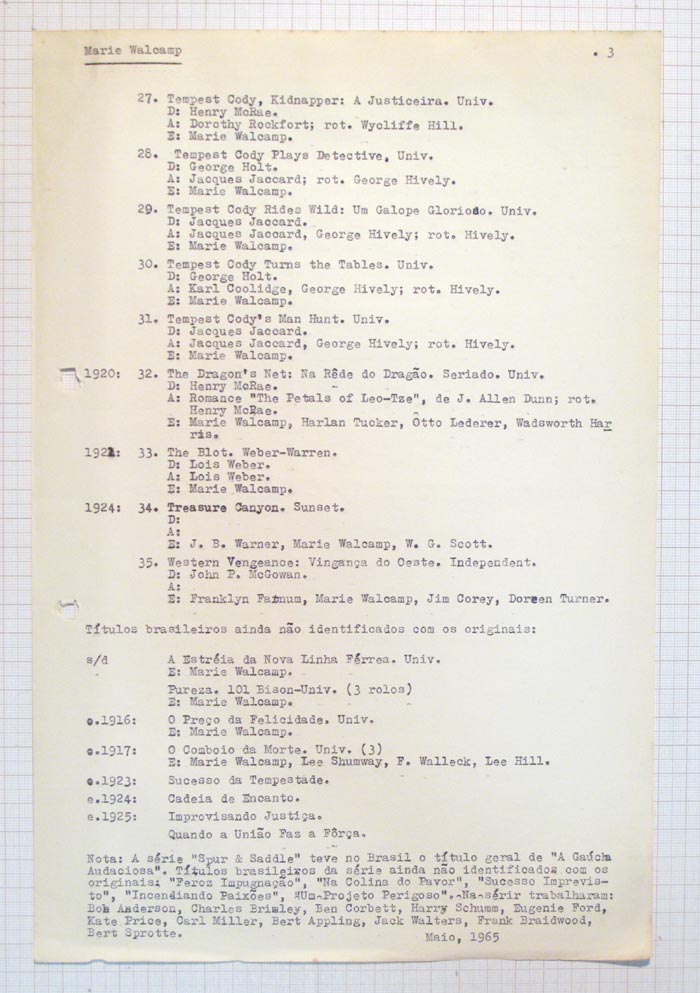 Marie Walcamp . 3
27. Tempest Cody, Kidnapper: A Justiceira. Univ.
D: Henry McRae.
A: Dorothy Rockfort; rot. Wycliffe Hill.
E: Marie Walcamp.
28. Tempest Cody Plays Detective, Univ.
D: George Holt.
A: Jacques Jaccard; rot. George Hively.
E: Marie Walcamp.
29. Tempest Cody Rides Wild: Um Galope Glorioso. Univ.
D: Jacques Jaccard.
A: Jacques Jaccard, George Hively; rot. Hively.
E: Marie Walcamp.
30. Tempest Cody Turns the Tables. Univ.
D: George Holt.
A: Karl Coolidge, George Hively; rot. Hively.
E: Marie Walcamp.
31. Tempest Cody's Man Hunt. Univ.
D: Jacques Jaccard.
A: Jacques Jaccard, George Hively; rot. Hively.
E: Marie Walcamp.
1920: 32. The Dragon's Net: Na Rêde do Dragão. Seriado. Univ.
D: Henry McRae.
A: Romance "The Petals of Leo-Tze", de J. Allen Dunn; rot.
Henry McRae.
E: Marie Walcamp, Harlan Tucker, Otto Lederer, Wadsworth Har
ris.
1921: 33. The Blot. Weber-Warren.
D: Lois Weber.
A: Lois Weber.
E: Marie Walcamp.
1924: 34. Treasure Canyon. Sunset.
D:
A:
E: J. B. Warner, Marie Walcamp, W. G. Scott.
35. Western Vengeance: Vingança do Oeste. Independent.
D: John P. McGowan.
A:
E: Franklyn Farnum, Marie Walcamp, Jim Corey, Doreen Turner.
Títulos brasileiros ainda não identificados com os originais:
s/d A Estréia da Nova Linha Férrea. Univ.
E: Marie Walcamp.
Pureza. 101 Bison-Univ. (3 rolos)
E: Marie Walcamp.
e.1916: O Preço da Felicidade. Univ.
E: Marie Walcamp.
e.1917: O Comboio da Morte. Univ. (3)
E: Marie Walcamp, Lee Shumway, F. Walleck, Lee Hill.
e.1923: Sucesso da Tempestade.
e.1924: Cadeia de Encanto.
e.1925: Improvisando Justiça.
Quando a União Faz a Fôrça.
Nota: A série "Spur & Saddle" teve no Brasil o título geral de "A Gaúcha
Audaciosa". Títulos brasileiros da série ainda não identificados com os
originais: "Feroz Impugnação", "Na Colina do Pavor", "Sucesso Imprevis-
to", "Incendiando Paixões", "Um Projeto Perigoso". Na sérir trabalharam:
Bob Anderson, Charles Brinley, Ben Corbett, Harry Schumm, Eugenie Ford,
Kate Price, Carl Miller, Bert Appling, Jack Walters, Frank Braidwood,
Bert Sprotte.
Maio, 1965